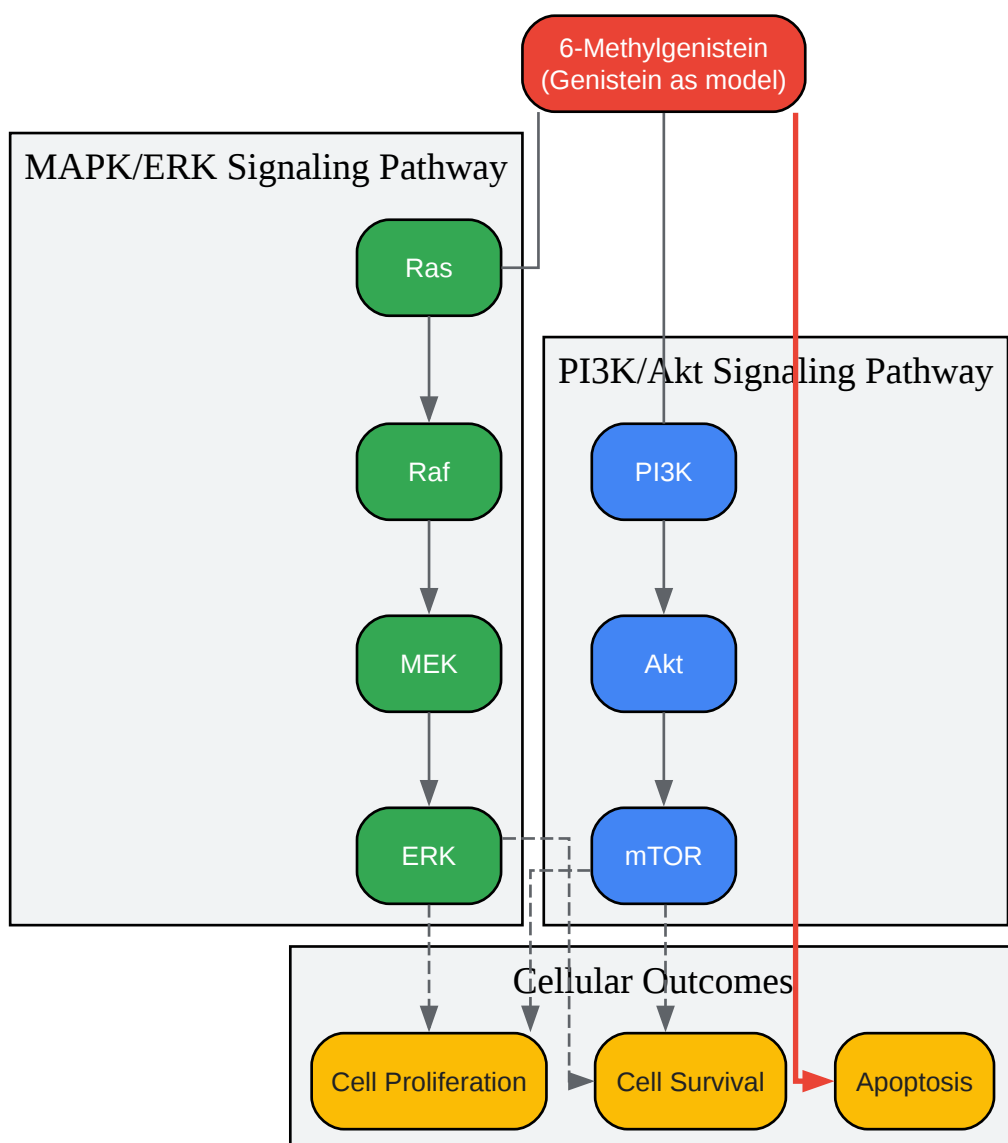 6-Methylgenistein
(Genistein as model)
MAPK/ERK Signaling Pathway
Ras
PI3K/Akt Signaling Pathway
Raf
PI3K
MEK
Akt
ERK
mTOR
Cellular Outcomes
Cell Proliferation
Cell Survival
Apoptosis